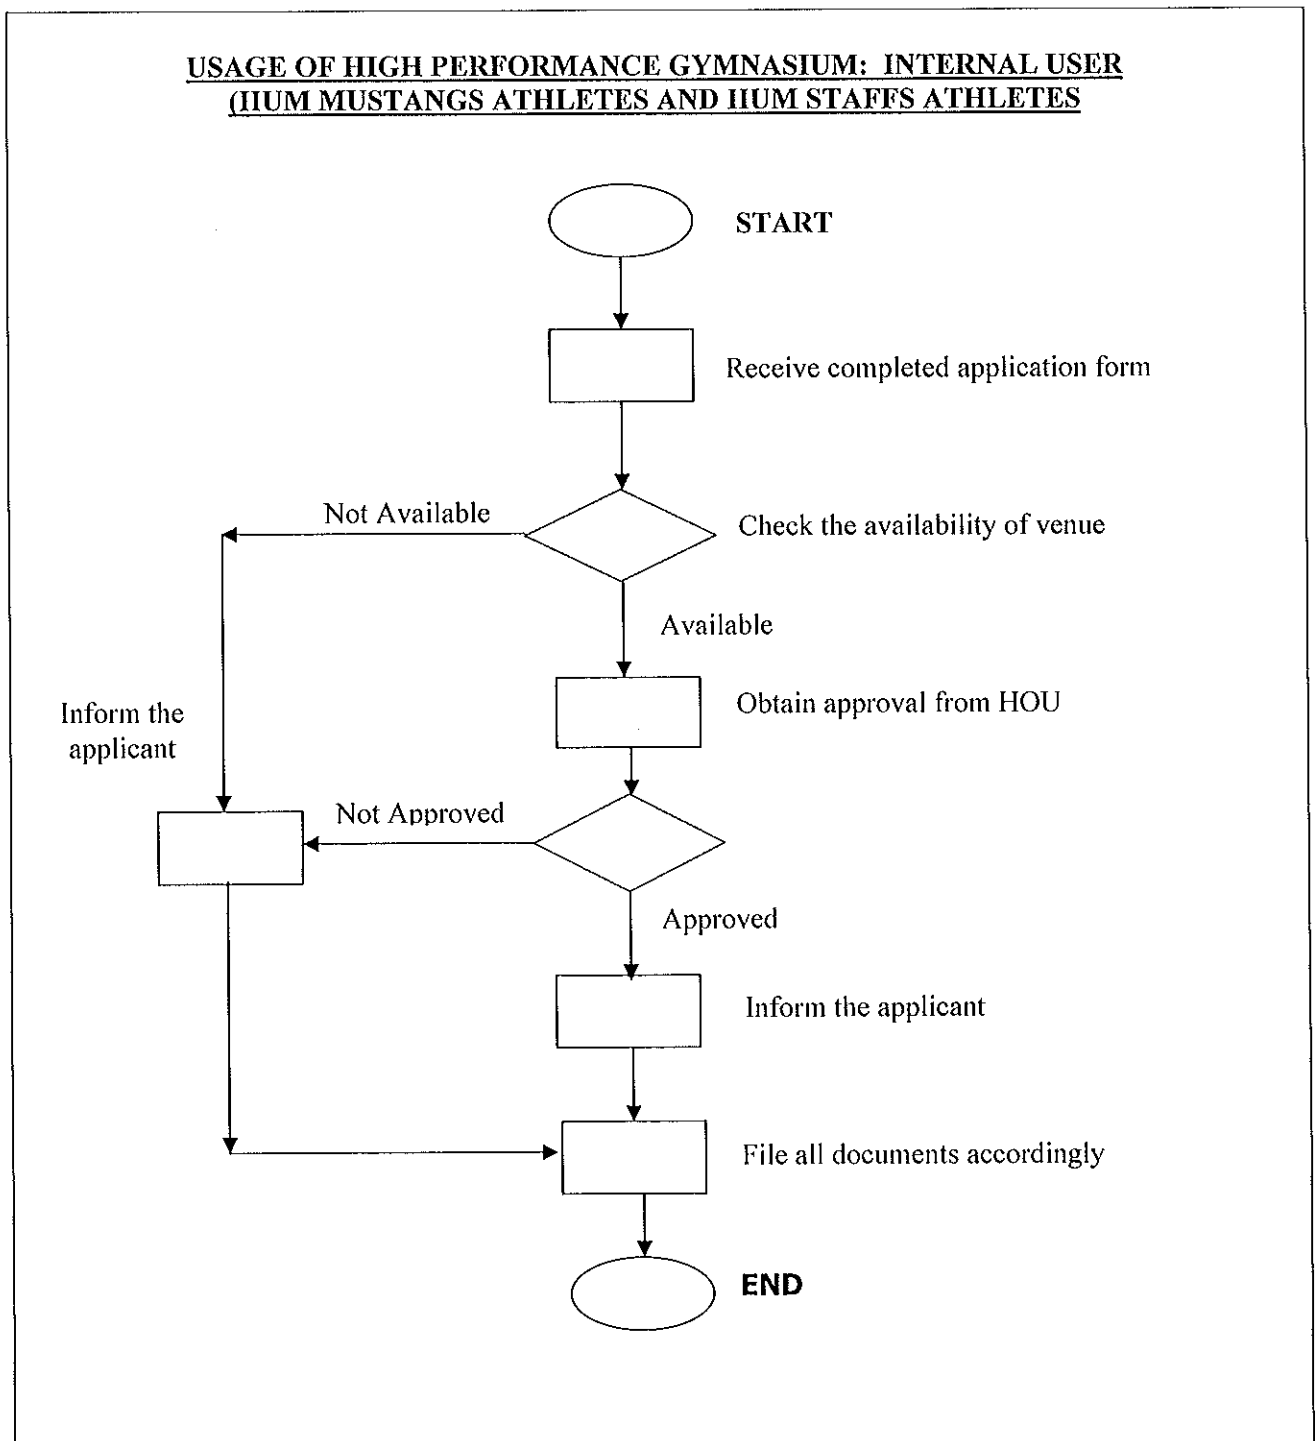 USAGE OF HIGH PERFORMANCE GYMNASIUM: INTERNAL USER
(IIUM MUSTANGS ATHLETES AND IIUM STAFFS ATHLETES
START
Receive completed application form
Not Available
Check the availability of venue
Available
Obtain approval from HOU
Inform the
applicant
Not Approved
Approved
Inform the applicant
File all documents accordingly
END